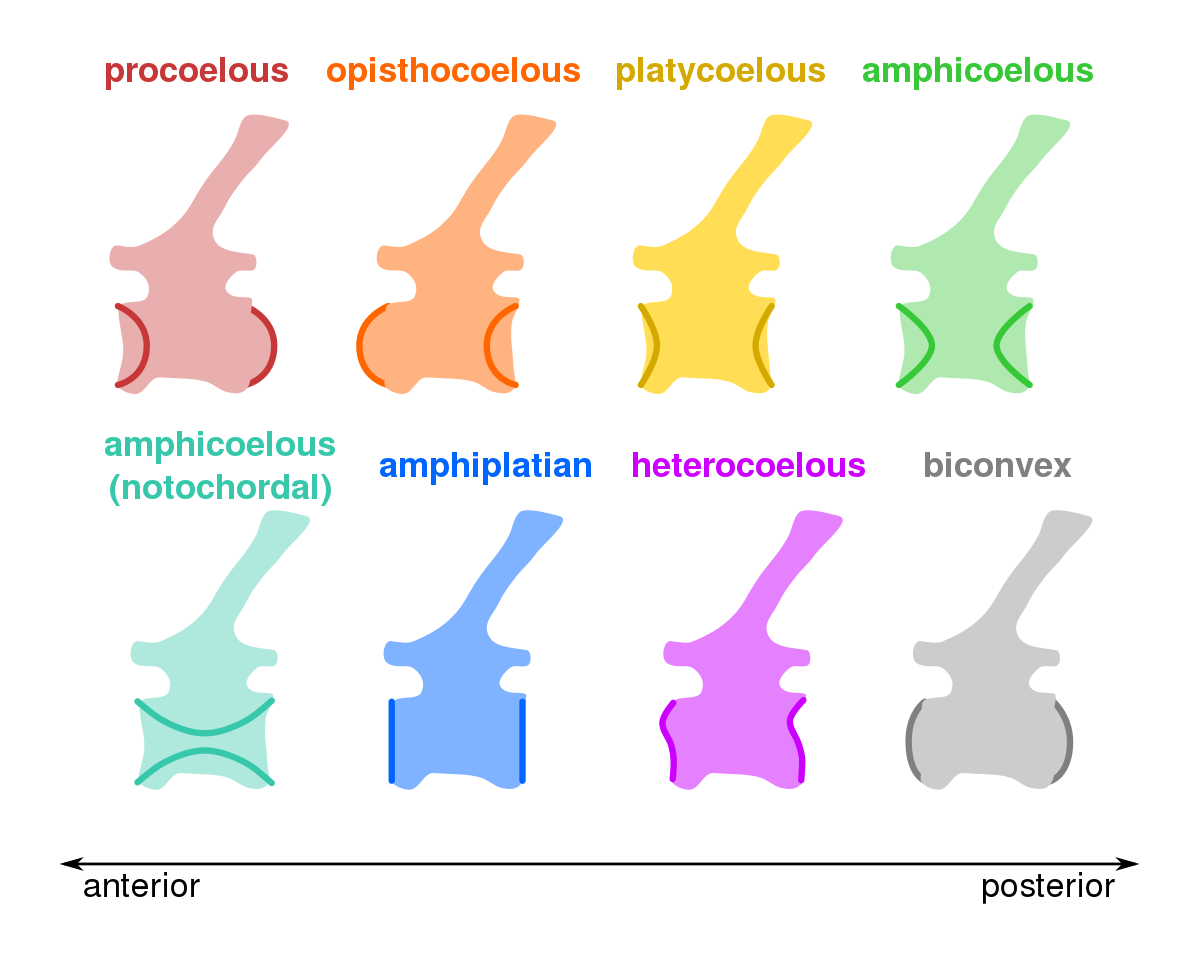 procoelous
opisthocoelous
platycoelous
amphicoelous
amphicoelous
(notochordal)
amphiplatian
heterocoelous
biconvex
anterior
posterior